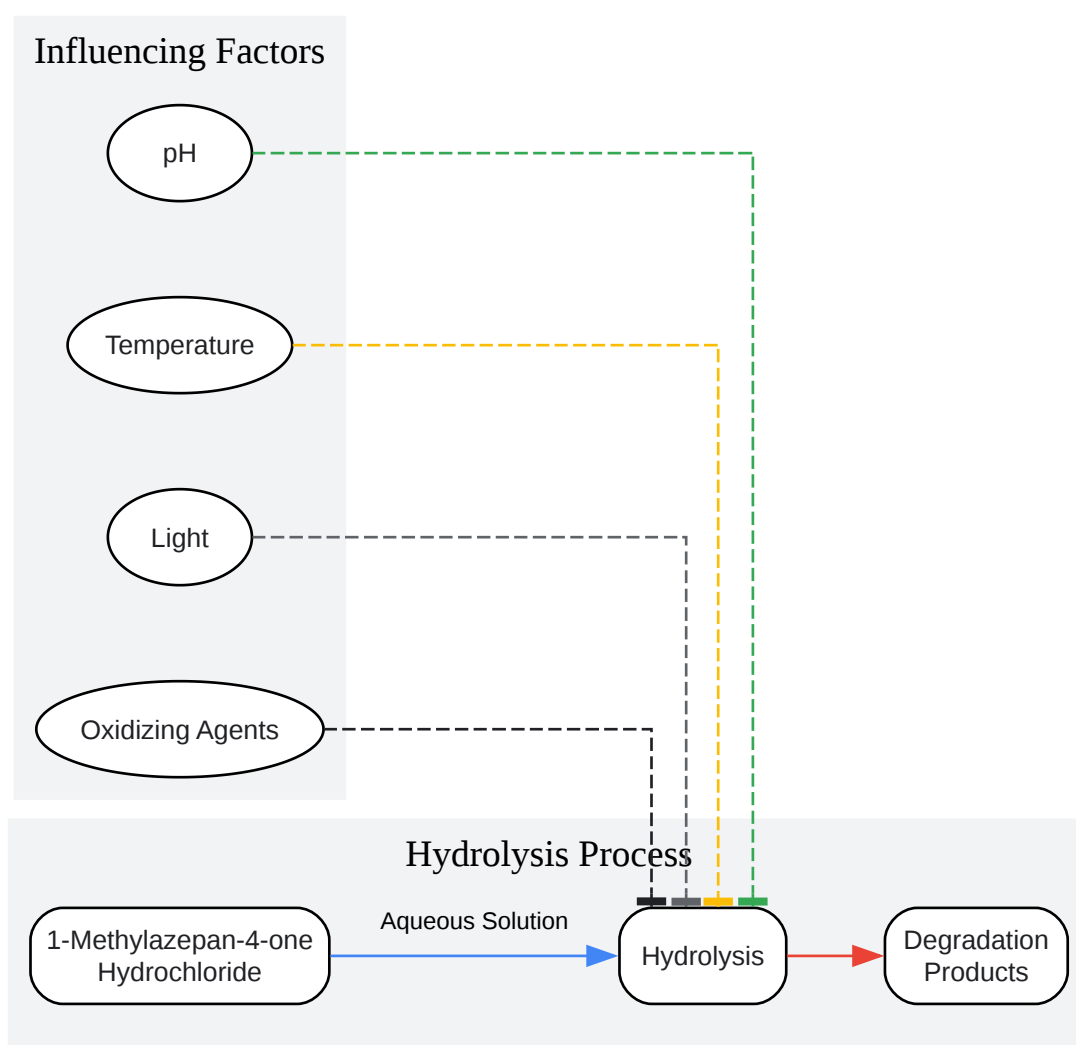 Influencing Factors
pH
Temperature
Light
Oxidizing Agents
Hydrolysis Process
Aqueous Solution
1-Methylazepan-4-one
Hydrochloride
Hydrolysis
Degradation
Products